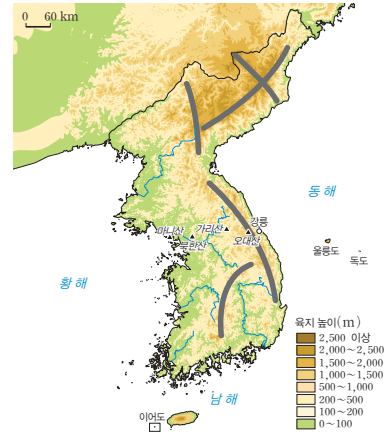 0 60 km
동 해
강릉
마니산
가리산
북한산
오대산
울릉도
독도
황 해
육지 높이(m)
2,500 이상
2,000~2,500
1,500~2,000
1,000~1,500
500~1,000
200~500
100~200
0~100
남 해
이어도